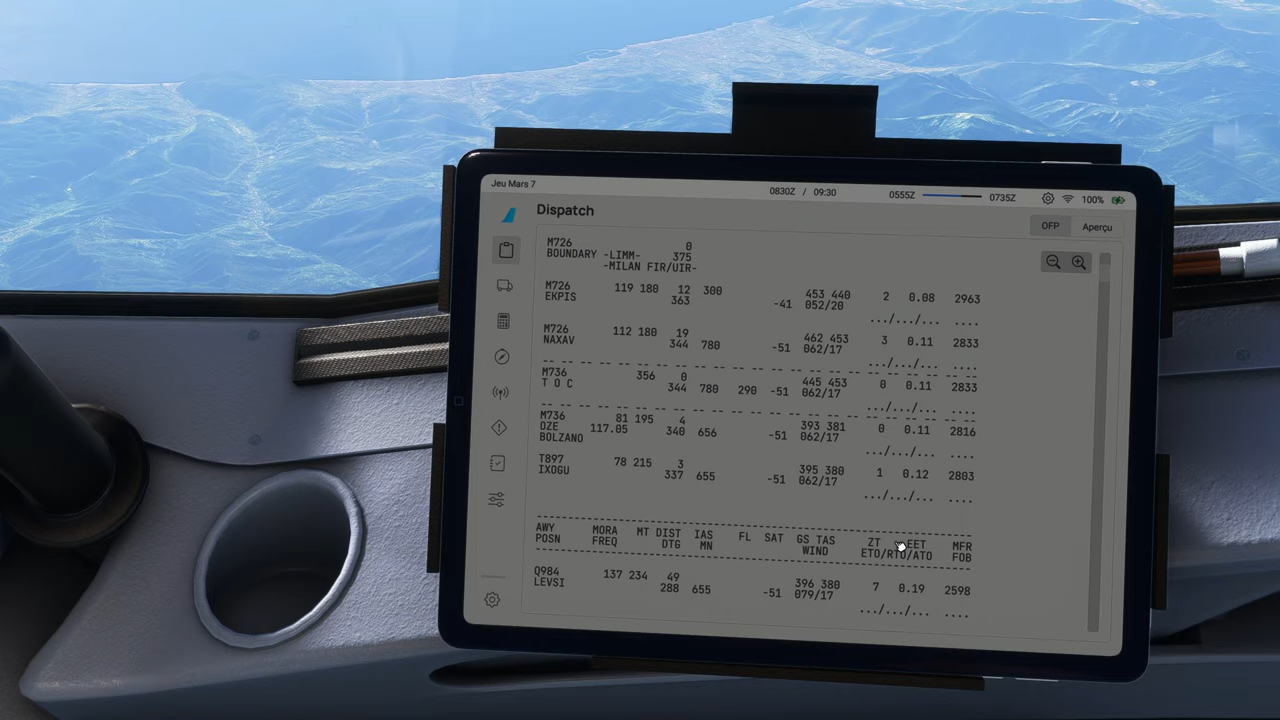 Jeu Mars 7 0830Z / 09:30 0555Z 0735Z 100%
Dispatch OFP Aperçu
M726 0
BOUNDARY -LIMM- 375
-MILAN FIR/UIR-
M726 119 180 12 300 453 440 2 0.08 2963
EKPIS 363 -41 052/20
.../.../... ....
M726 112 180 19 462 453 3 0.11 2833
NAXAV 344 780 -51 062/17
.../.../... ....
-- -- -- -- -- -- -- -- -- -- -- -- -- -- -- --
M736 356 0 445 453 0 0.11 2833
T O C 344 780 290 -51 062/17
.../.../... ....
-- -- -- -- -- -- -- -- -- -- -- -- -- -- -- --
M736 81 195 4 393 381 0 0.11 2816
OZE 117.05 340 656 -51 062/17
BOLZANO
.../.../... ....
T897 78 215 3 395 380 1 0.12 2803
IXOGU 337 655 -51 062/17
.../.../... ....
AWY MORA MT DIST IAS FL SAT GS TAS ZT EET MFR
POSN FREQ DTG MN WIND ETO/RTO/ATO FOB
Q984 137 234 49 396 380 7 0.19 2598
LEVSI 288 655 -51 079/17
.../.../... ....